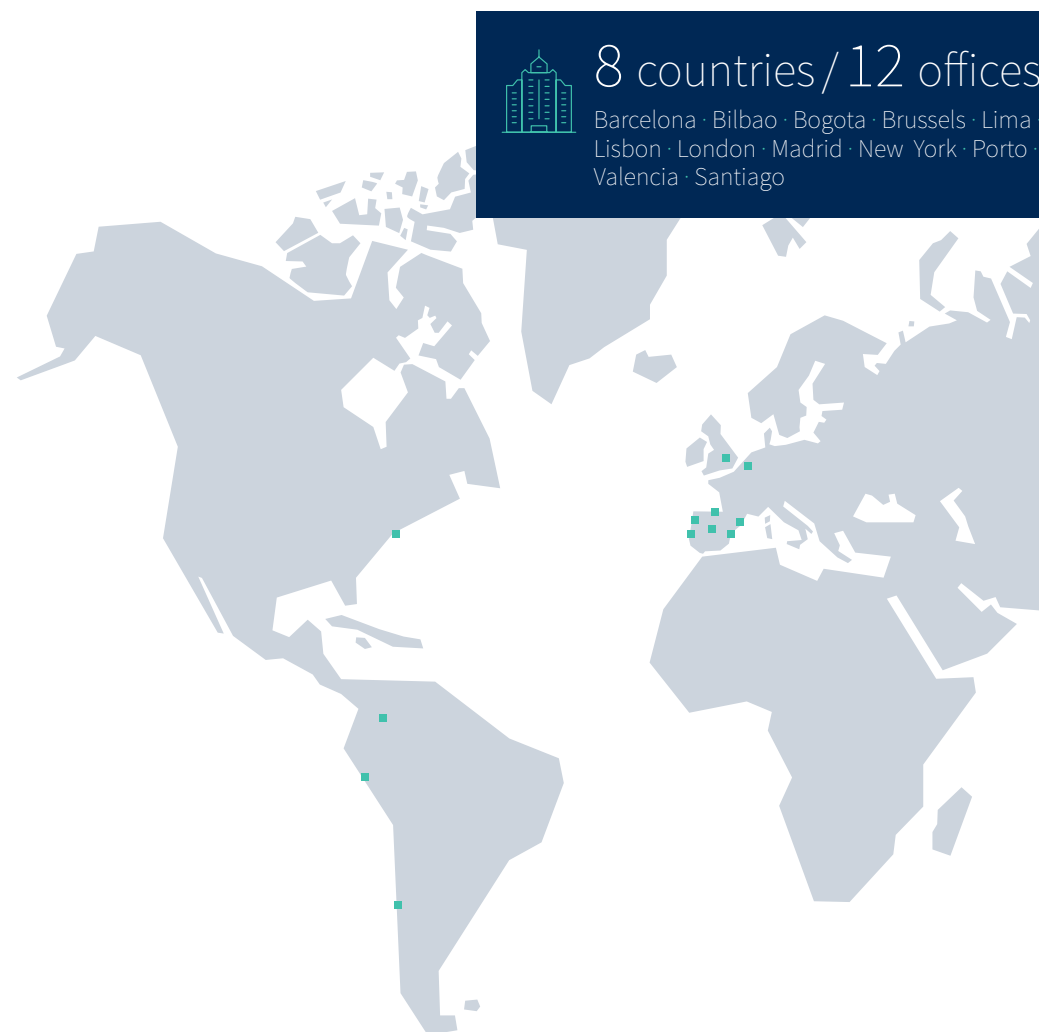 8 countries / 12 offices
Barcelona · Bilbao · Bogota · Brussels · Lima ·
Lisbon · London · Madrid · New York · Porto ·
Valencia · Santiago